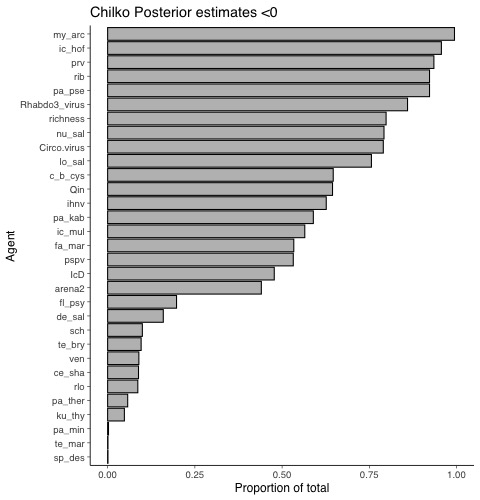 Chilko Posterior estimates <0
my_arc
ic_hof
prv
rib
pa_pse
Rhabdo3_virus
richness
nu_sal
Circo.virus
lo_sal
c_b_cys
Qin
ihnv
pa_kab
ic_mul
fa_mar
pspv
IcD
arena2
fl_psy
de_sal
sch
te_bry
ven
ce_sha
rlo
pa_ther
ku_thy
pa_min
te_mar
sp_des
Agent
0.00 0.25 0.50 0.75 1.00
Proportion of total